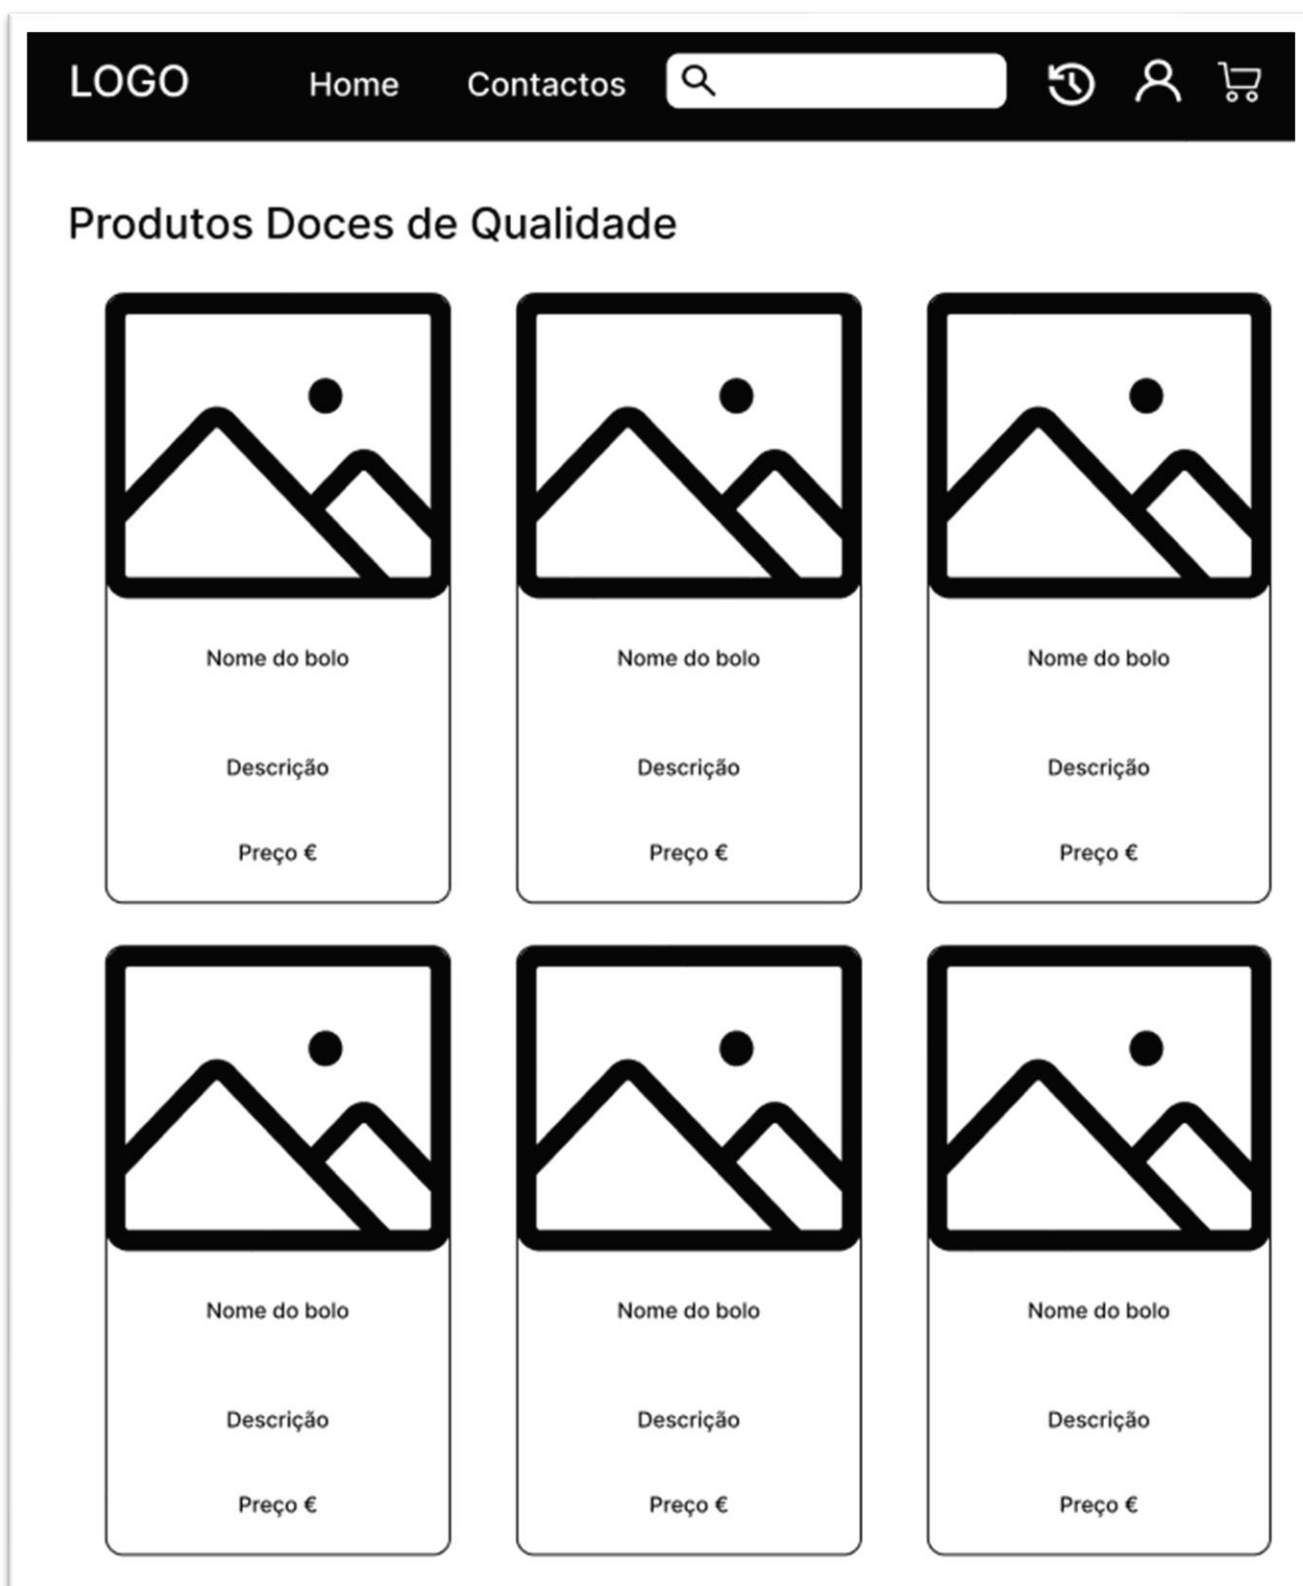 LOGO Home Contactos
Produtos Doces de Qualidade
Nome do bolo Nome do bolo Nome do bolo
Descrição Descrição Descrição
Preço € Preço € Preço €
Nome do bolo Nome do bolo Nome do bolo
Descrição Descrição Descrição
Preço € Preço € Preço €